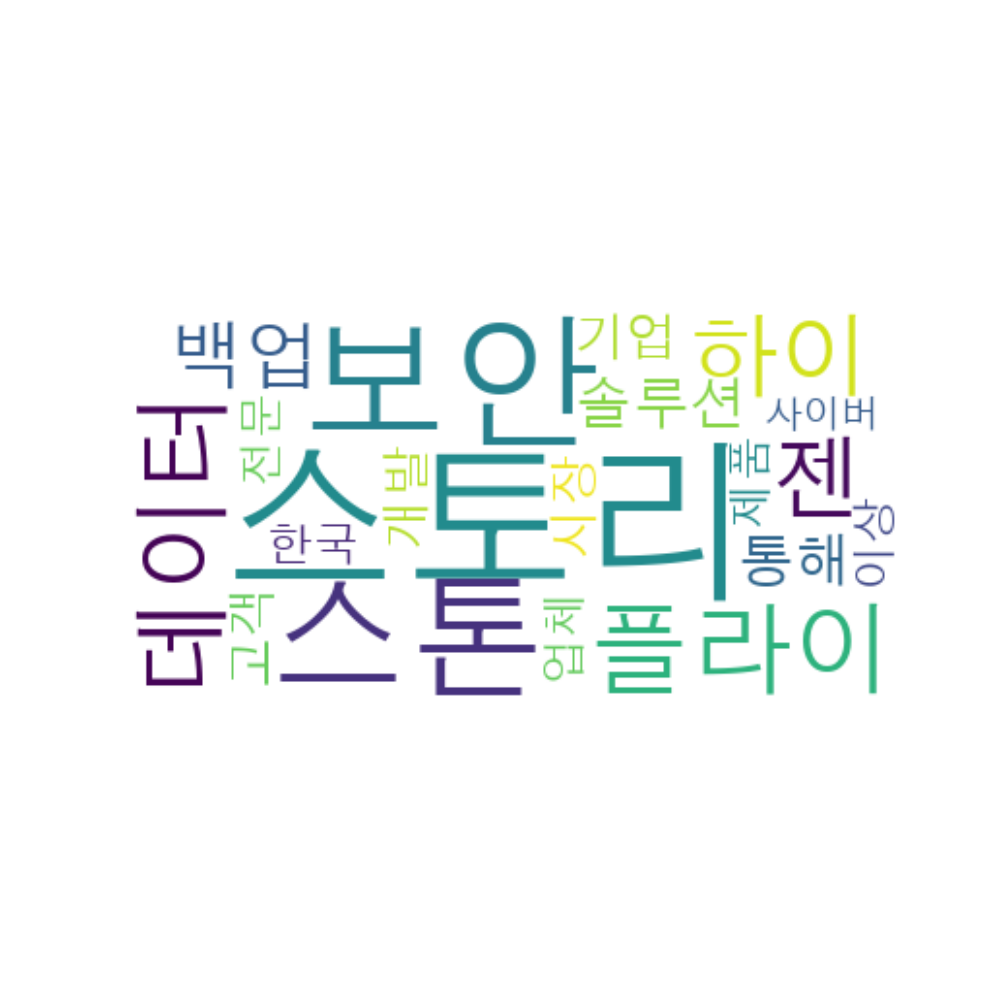 백업
보안
기업
하이
솔루션
사이버
데이터
전문
스토리
개발
시장
제품
젠
한국
통해
이상
고객
스톤
업체
플라이